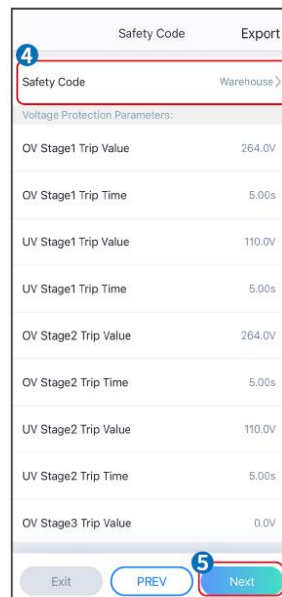 Safety Code Export
4
Safety Code Warehouse >
Voltage Protection Parameters:
OV Stage1 Trip Value 264.0V
OV Stage1 Trip Time 5.00s
UV Stage1 Trip Value 110.0V
UV Stage1 Trip Time 5.00s
OV Stage2 Trip Value 264.0V
OV Stage2 Trip Time 5.00s
UV Stage2 Trip Value 110.0V
UV Stage2 Trip Time 5.00s
OV Stage3 Trip Value 0.0V
5
Exit PREV Next